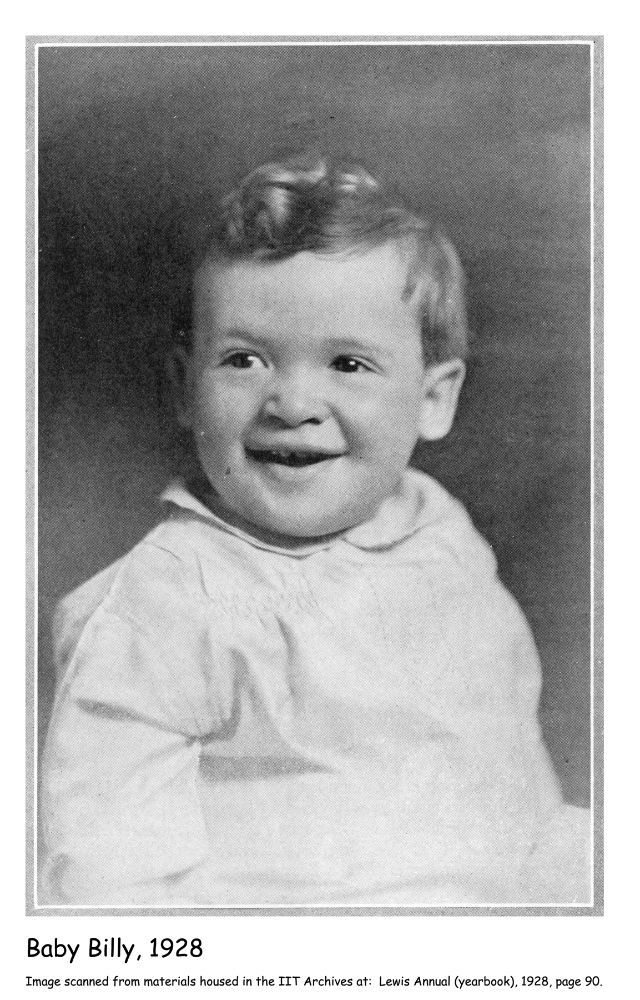 Baby Billy, 1928
Image scanned from materials housed in the IIT Archives at:  Lewis Annual (yearbook), 1928, page 90.